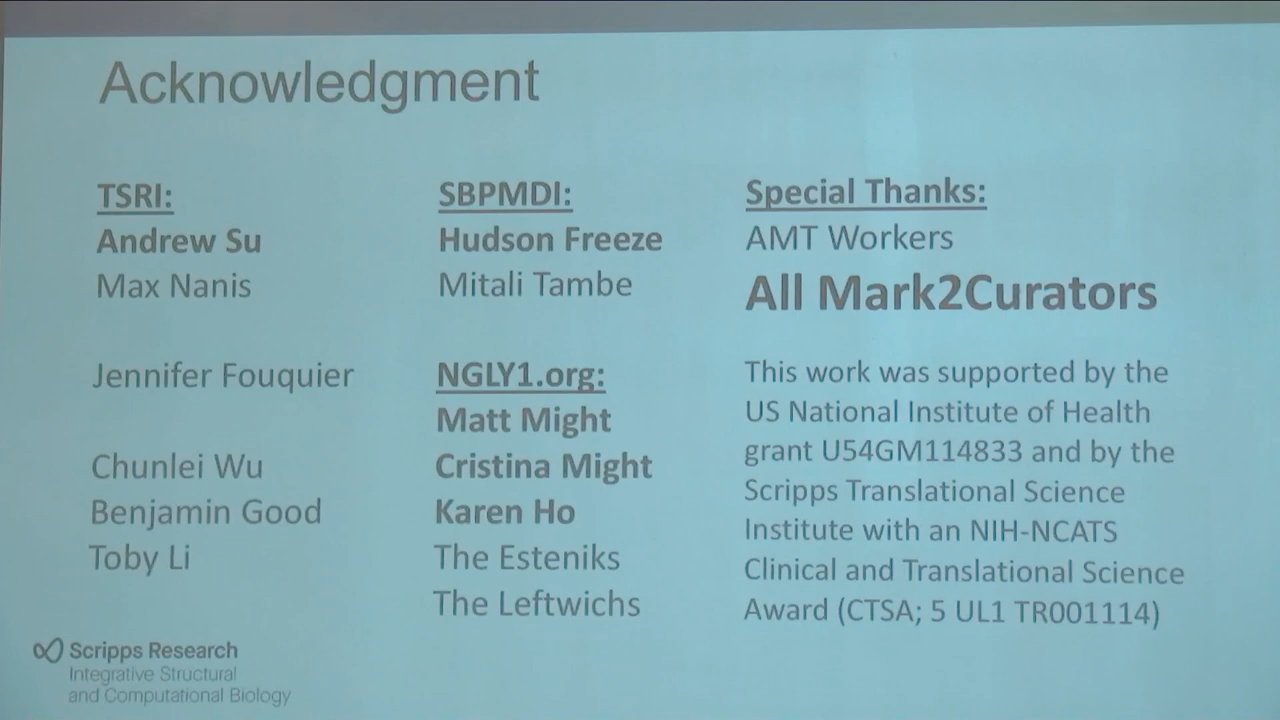 Acknowledgment
TSRI:
Andrew Su
Max Nanis
Jennifer Fouquier
Chunlei Wu
Benjamin Good
Toby Li
SBPMDI:
Hudson Freeze
Mitali Tambe
NGLY1.org:
Matt Might
Cristina Might
Karen Ho
The Esteniks
The Leftwichs
Special Thanks:
AMT Workers
All Mark2Curators
This work was supported by the
US National Institute of Health
grant U54GM114833 and by the
Scripps Translational Science
Institute with an NIH-NCATS
Clinical and Translational Science
Award (CTSA; 5 UL1 TR001114)
Scripps Research
Integrative Structural
and Computational Biology